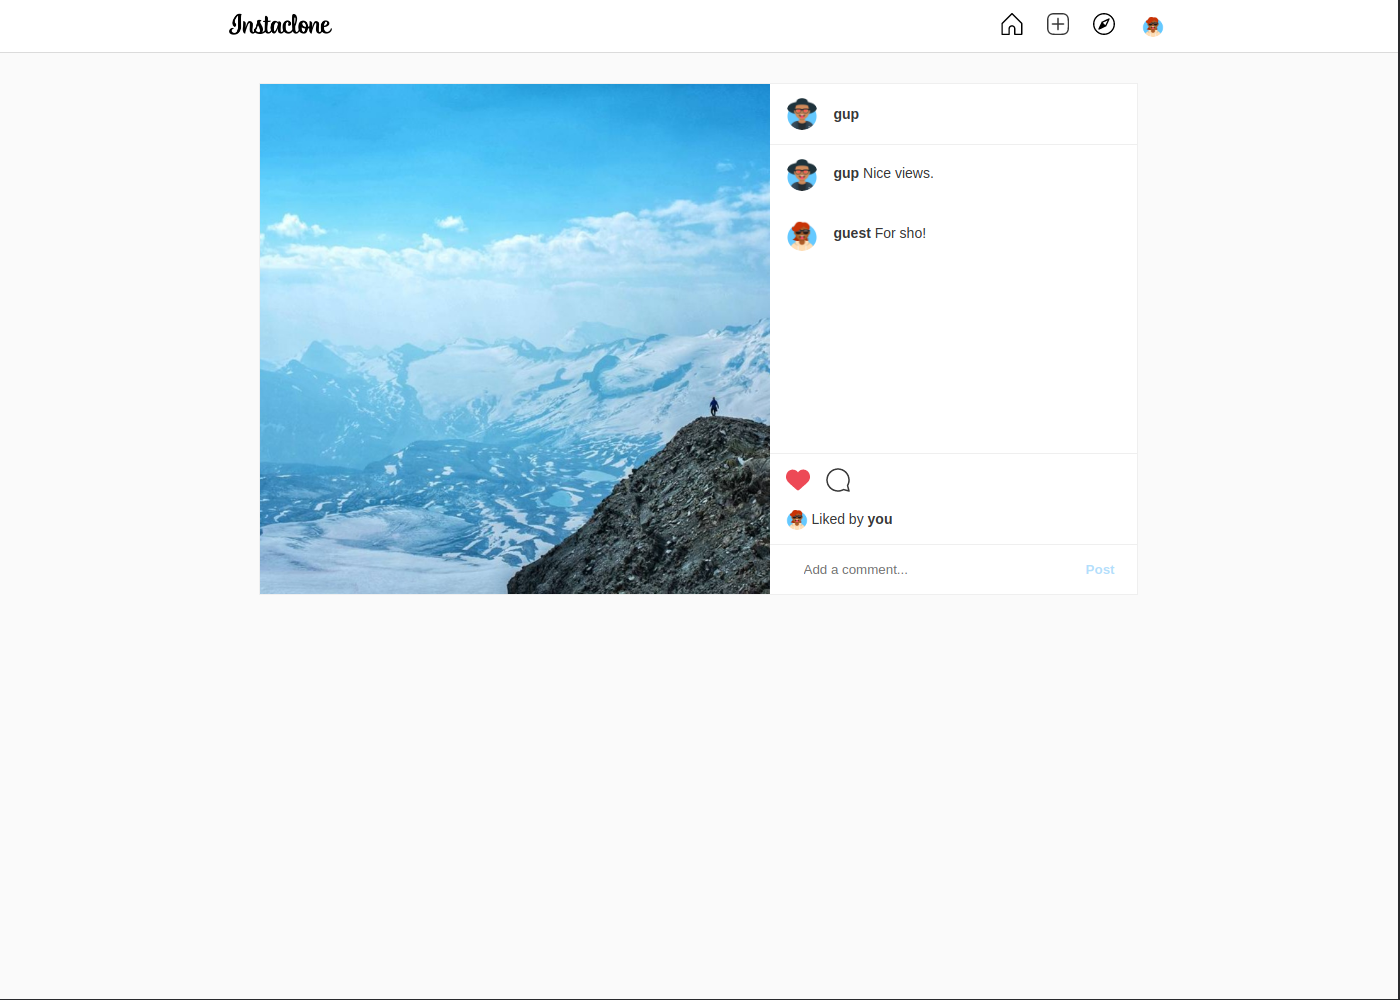 Instaclone
gup
gup Nice views.
guest For sho!
Liked by you
Add a comment... Post